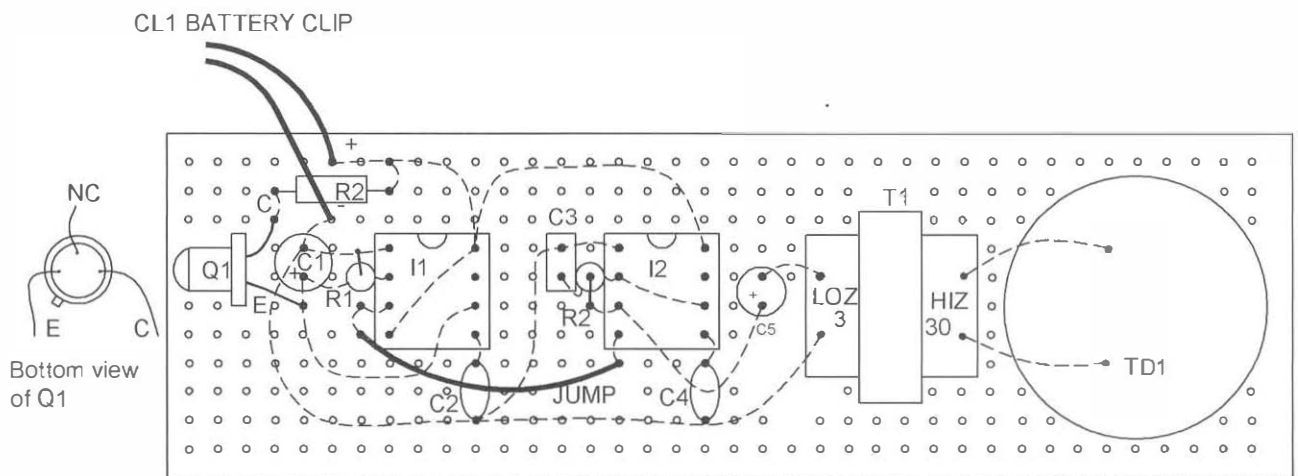 CL1 BATTERY CLIP
+
NC
C
R2
-
T1
C3
Q1
C1
+
I1
I2
R1
E
R2
+
C5
LOZ
3
HIZ
30
TD1
E
C
Bottom view
of Q1
C2
JUMP
C4